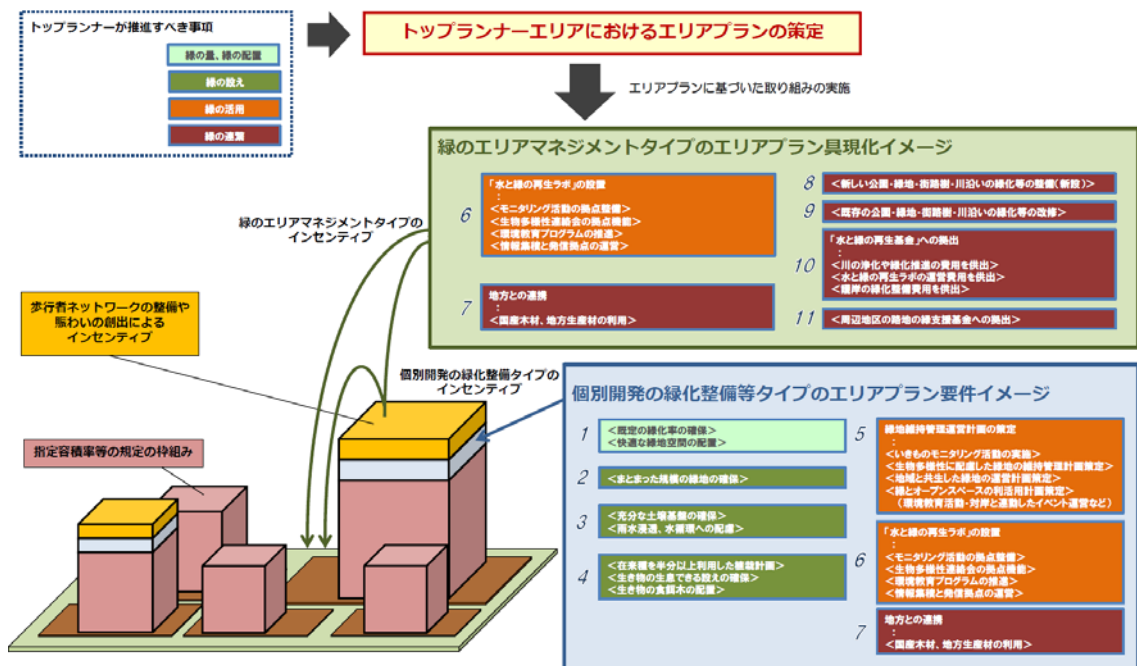 トップランナーが推進すべき事項
緑の量、緑の配置
緑の設え
緑の活用
緑の連繋
トップランナーエリアにおけるエリアプランの策定
エリアプランに基づいた取り組みの実施
緑のエリアマネジメントタイプのエリアプラン具現化イメージ
6
「水と緑の再生ラボ」の設置
:
<モニタリング活動の拠点整備>
<生物多様性連絡会の拠点機能>
<環境教育プログラムの推進>
<情報集積と発信拠点の運営>
7
地方との連携
:
<国産木材、地方生産材の利用>
8
<新しい公園・緑地・街路樹・川沿いの緑化等の整備(新設)>
9
<既存の公園・緑地・街路樹・川沿いの緑化等の改修>
10
「水と緑の再生基金」への拠出
:
<川の浄化や緑化推進の費用を供出>
<水と緑の再生ラボの運営費用を供出>
<護岸の緑化整備費用を供出>
11
<周辺地区の路地の緑支援基金への拠出>
緑のエリアマネジメントタイプの
インセンティブ
歩行者ネットワークの整備や
賑わいの創出による
インセンティブ
個別開発の緑化整備タイプの
インセンティブ
指定容積率等の規定の枠組み
個別開発の緑化整備等タイプのエリアプラン要件イメージ
1
<既定の緑化率の確保>
<快適な緑地空間の配置>
2
<まとまった規模の緑地の確保>
3
<充分な土壌基盤の確保>
<雨水浸透、水循環への配慮>
4
<在来種を半分以上利用した植栽計画>
<生き物の生息できる設えの確保>
<生き物の食餌木の配置>
5
緑地維持管理運営計画の策定
:
<いきものモニタリング活動の実施>
<生物多様性に配慮した緑地の維持管理計画策定>
<地域と共生した緑地の運営計画策定>
<緑とオープンスペースの利活用計画策定>
(環境教育活動・対岸と連動したイベント運営など)
6
「水と緑の再生ラボ」の設置
:
<モニタリング活動の拠点整備>
<生物多様性連絡会の拠点機能>
<環境教育プログラムの推進>
<情報集積と発信拠点の運営>
7
地方との連携
:
<国産木材、地方生産材の利用>